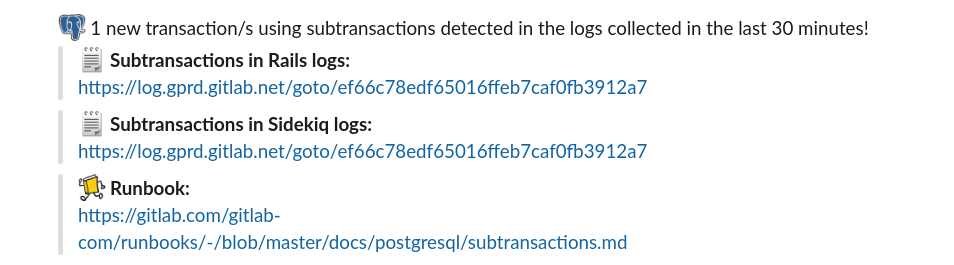 1 new transaction/s using subtransactions detected in the logs collected in the last 30 minutes!
Subtransactions in Rails logs:
https://log.gprd.gitlab.net/goto/ef66c78edf65016ffeb7caf0fb3912a7
Subtransactions in Sidekiq logs:
https://log.gprd.gitlab.net/goto/ef66c78edf65016ffeb7caf0fb3912a7
Runbook:
https://gitlab.com/gitlab-
com/runbooks/-/blob/master/docs/postgresql/subtransactions.md